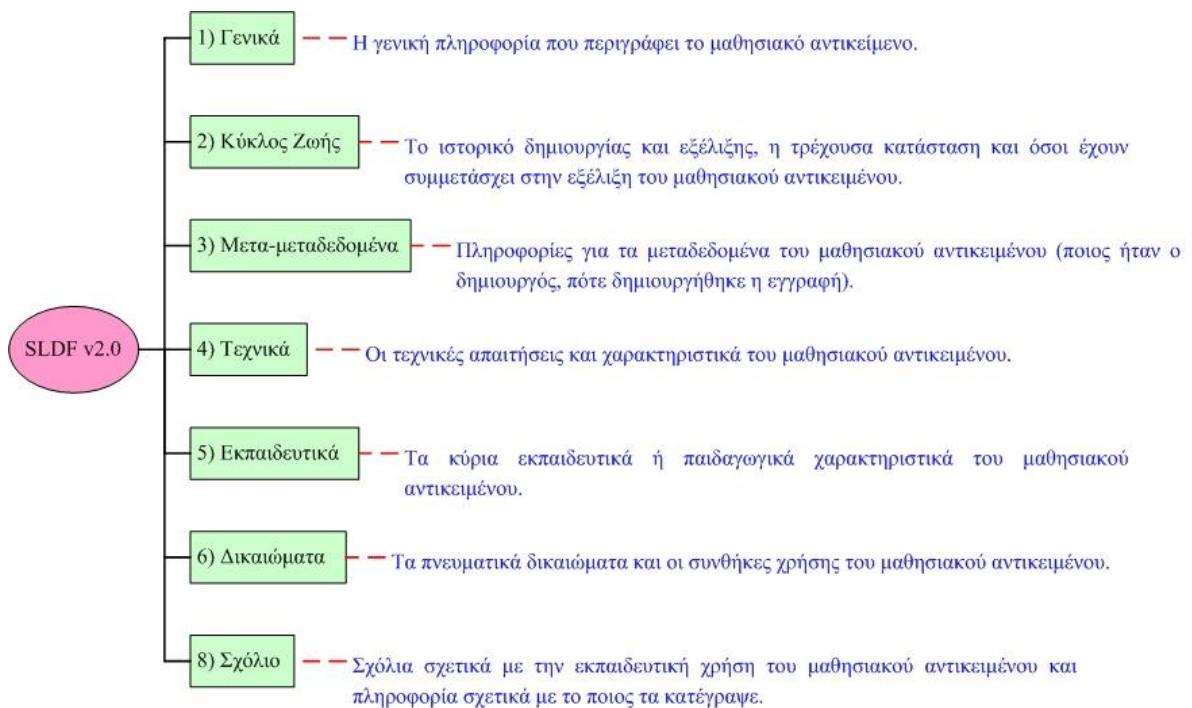 1) Γενικά
Η γενική πληροφορία που περιγράφει το μαθησιακό αντικείμενο.
2) Κύκλος Ζωής
Το ιστορικό δημιουργίας και εξέλιξης, η τρέχουσα κατάσταση και όσοι έχουν
συμμετάσχει στην εξέλιξη του μαθησιακού αντικειμένου.
3) Μετα-μεταδεδομένα
Πληροφορίες για τα μεταδεδομένα του μαθησιακού αντικειμένου (ποιος ήταν ο
δημιουργός, πότε δημιουργήθηκε η εγγραφή).
SLDF v2.0
4) Τεχνικά
Οι τεχνικές απαιτήσεις και χαρακτηριστικά του μαθησιακού αντικειμένου.
5) Εκπαιδευτικά
Τα κύρια εκπαιδευτικά ή παιδαγωγικά χαρακτηριστικά του μαθησιακού
αντικειμένου.
6) Δικαιώματα
Τα πνευματικά δικαιώματα και οι συνθήκες χρήσης του μαθησιακού αντικειμένου.
8) Σχόλιο
Σχόλια σχετικά με την εκπαιδευτική χρήση του μαθησιακού αντικειμένου και
πληροφορία σχετικά με το ποιος τα κατέγραψε.